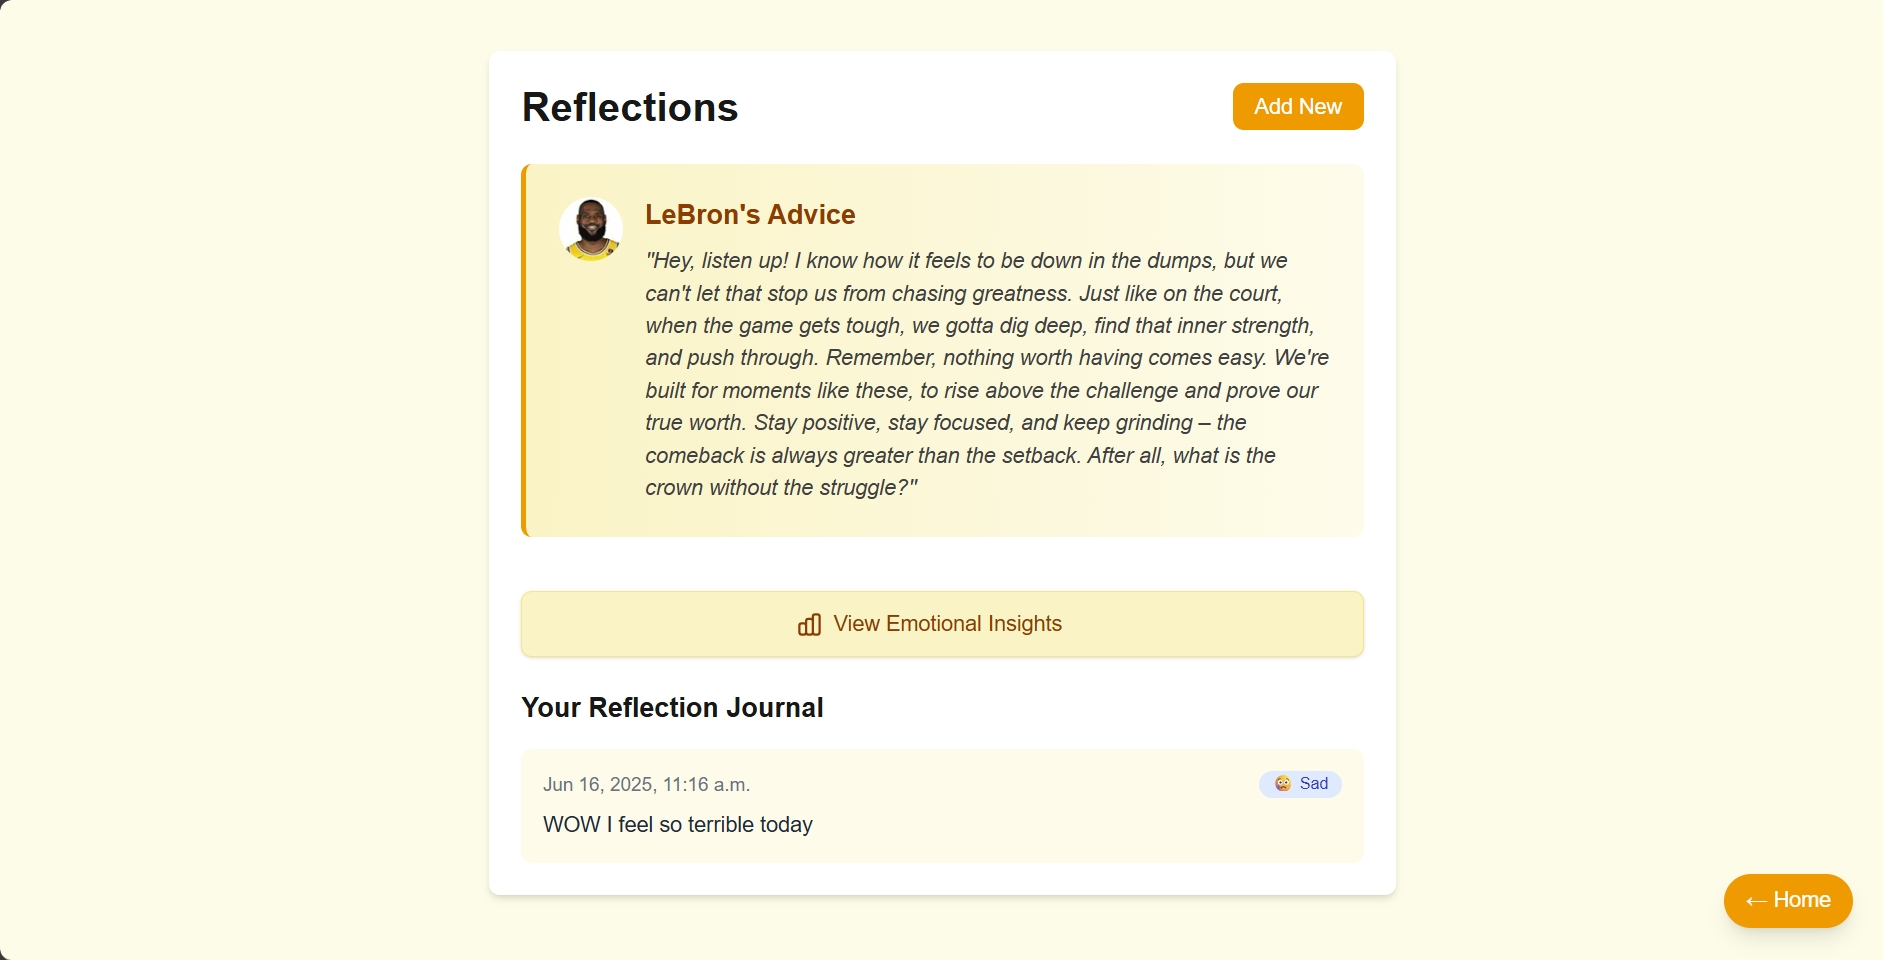 Reflections
Add New
LeBron's Advice
"Hey, listen up! I know how it feels to be down in the dumps, but we
can't let that stop us from chasing greatness. Just like on the court,
when the game gets tough, we gotta dig deep, find that inner strength,
and push through. Remember, nothing worth having comes easy. We're
built for moments like these, to rise above the challenge and prove our
true worth. Stay positive, stay focused, and keep grinding – the
comeback is always greater than the setback. After all, what is the
crown without the struggle?"
View Emotional Insights
Your Reflection Journal
Jun 16, 2025, 11:16 a.m.
Sad
WOW I feel so terrible today
← Home